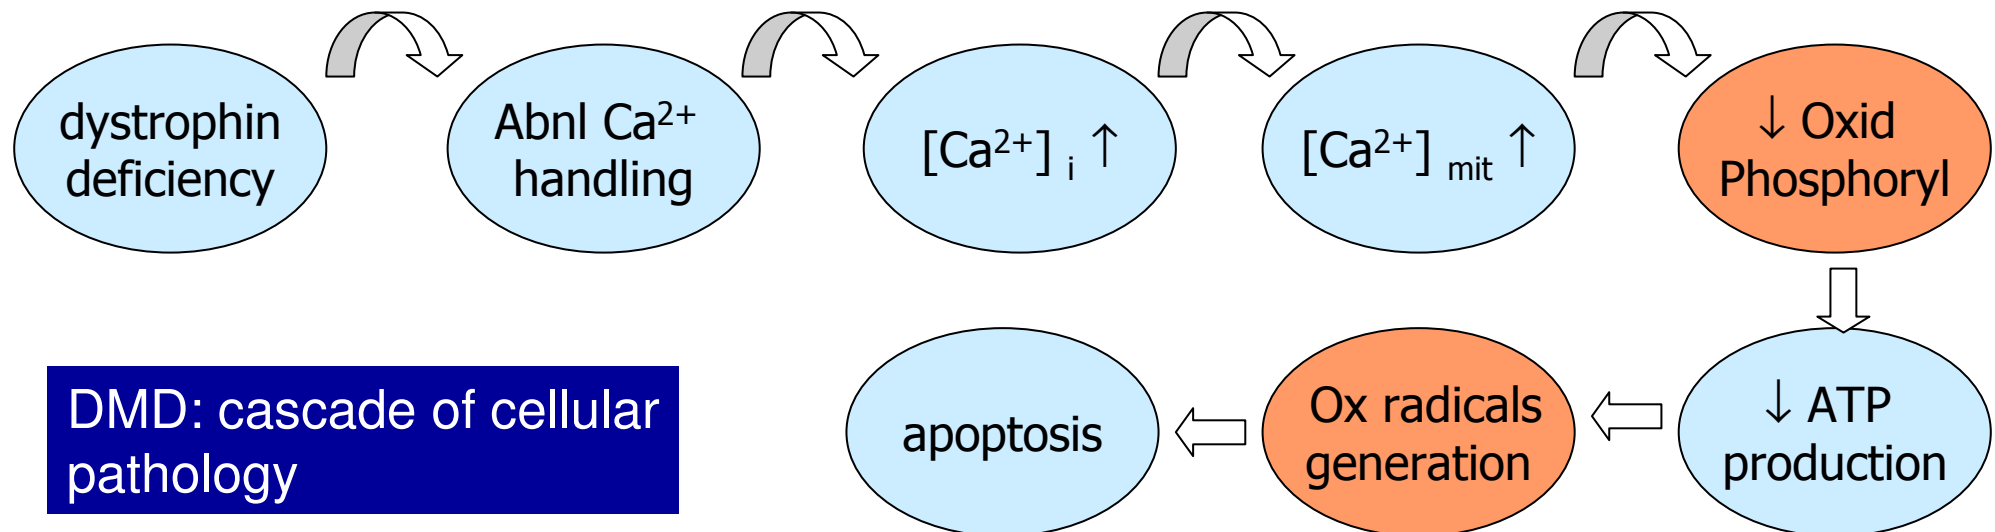 dystrophin
deficiency
Abnl Ca²⁺
handling
[Ca²⁺] ᵢ ↑
[Ca²⁺] mit ↑
↓ Oxid
Phosphoryl
DMD: cascade of cellular
pathology
apoptosis
Ox radicals
generation
↓ ATP
production